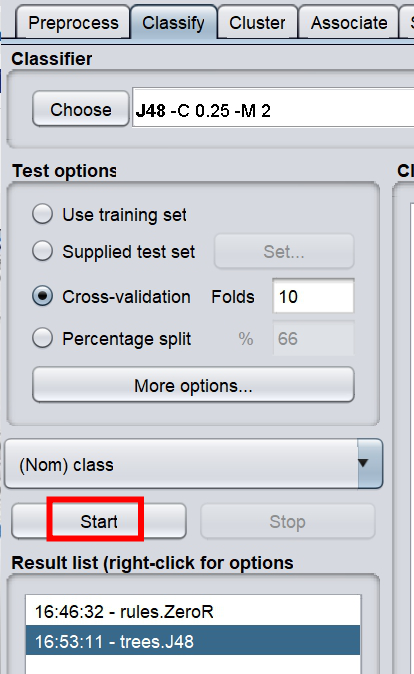 Preprocess Classify Cluster Associate
Classifier
Choose J48 -C 0.25 -M 2
Test options Cl
Use training set
Supplied test set Set...
Cross-validation Folds 10
Percentage split % 66
More options...
(Nom) class
Start Stop
Result list (right-click for options
16:46:32 - rules.ZeroR
16:53:11 - trees.J48